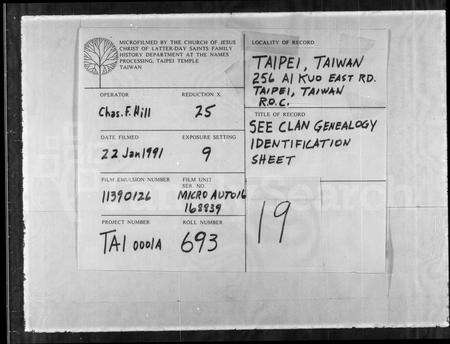 MICROFILMED BY THE CHURCH OF JESUS
CHRIST OF LATTER-DAY SAINTS FAMILY
HISTORY DEPARTMENT AT THE NAMES
PROCESSING, TAIPEI TEMPLE
TAIWAN
OPERATOR
REDUCTION X.
Chas. F. Hill
25
DATE FILMED
EXPOSURE SETTING
22 Jan 1991
9
FILM EMULSION NUMBER
FILM UNIT
SER. NO.
11390126
MICRO AUTO16
168839
PROJECT NUMBER
ROLL NUMBER
TAI 0001A
693
LOCALITY OF RECORD
TAIPEI, TAIWAN
256 AI KUO EAST RD.
TAIPEI, TAIWAN
R.O.C.
TITLE OF RECORD
SEE CLAN GENEALOGY
IDENTIFICATION
SHEET
19